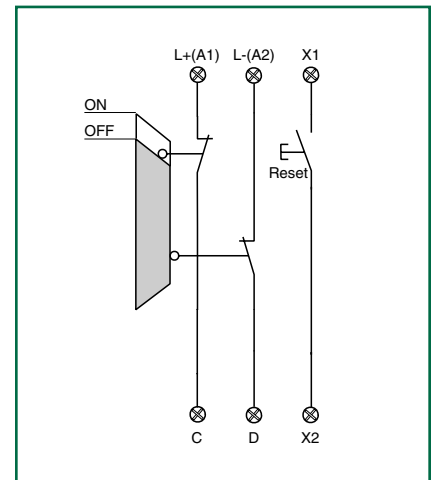 L+(A1) L-(A2) X1
ON
OFF
Reset
C D X2